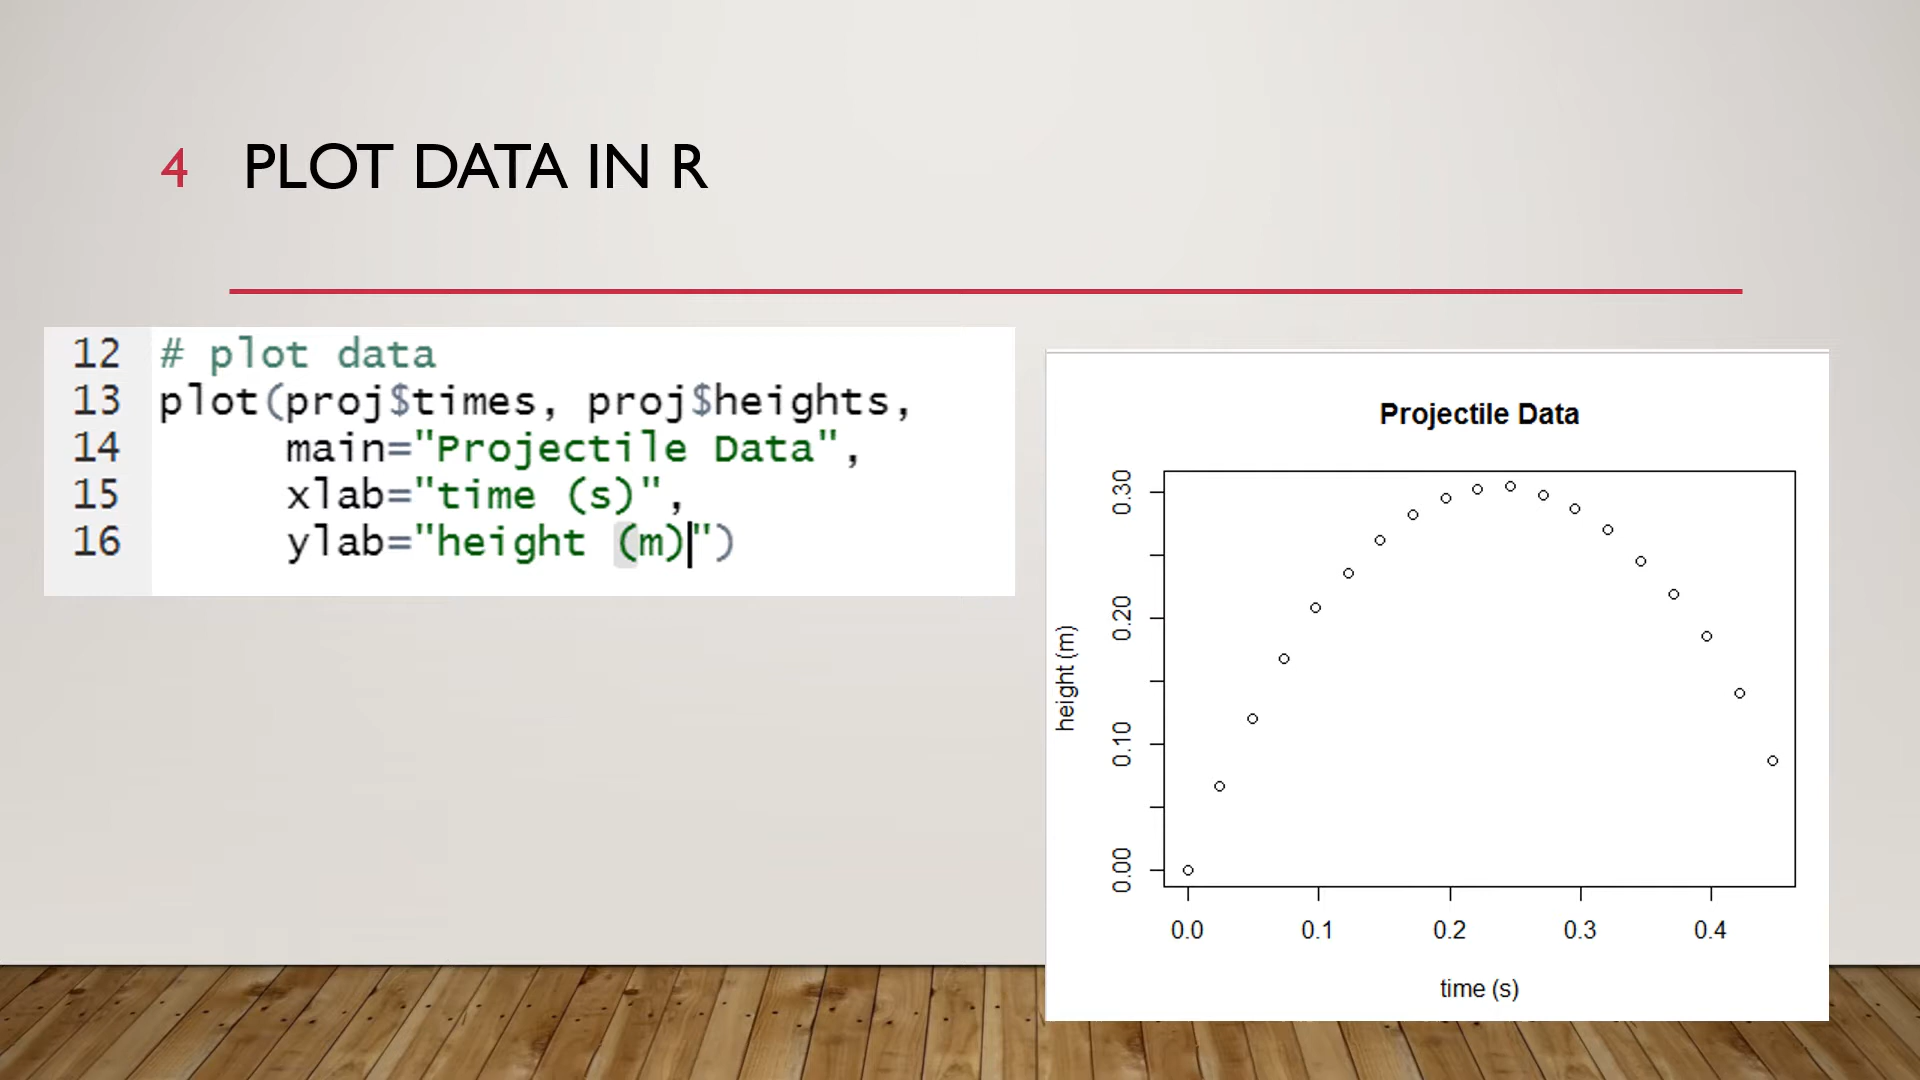 4 PLOT DATA IN R
12 # plot data
13 plot(proj$times, proj$heights,
14 main="Projectile Data",
15 xlab="time (s)",
16 ylab="height (m)")
Projectile Data
height (m)
0.30
0.20
0.10
0.00
0.0 0.1 0.2 0.3 0.4
time (s)